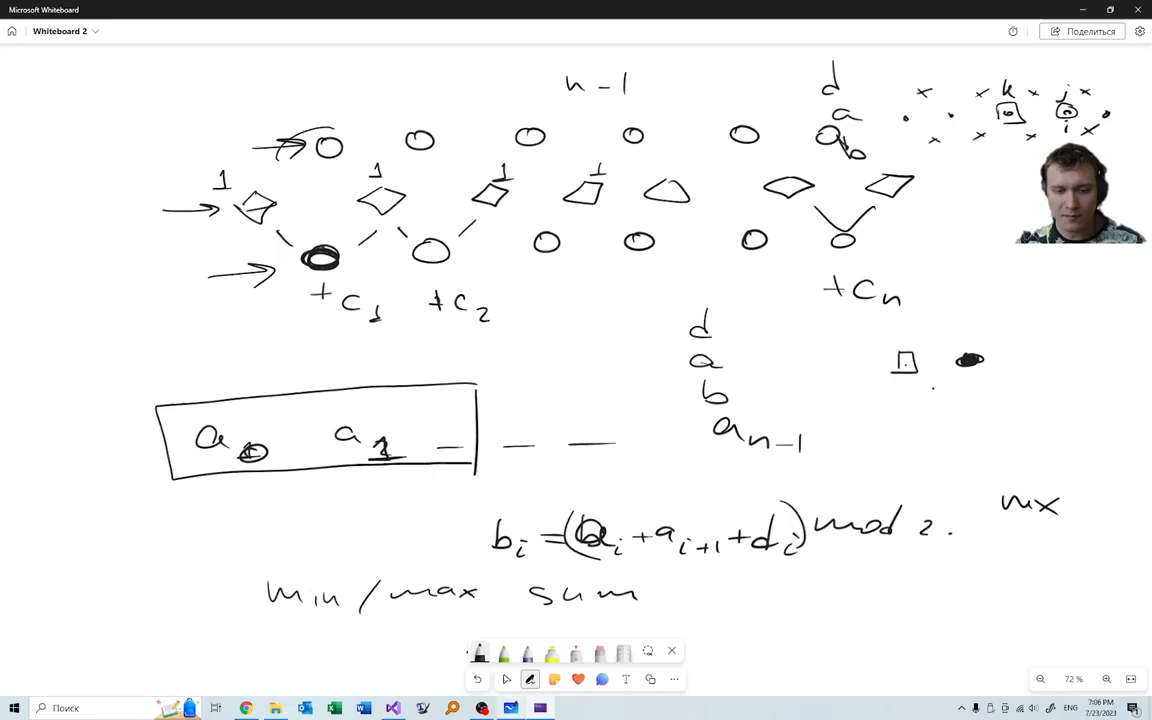 Microsoft Whiteboard
Whiteboard 2
Поделиться
n-1
d
a
b
k
j
i
1
1
1
1
+c1
+c2
+cn
d
a
b
an-1
a0
a1
bi = (ai + ai+1 + di) mod 2.
mx
min/max sum
72 %
Поиск
ENG
7:06 PM
7/23/2023